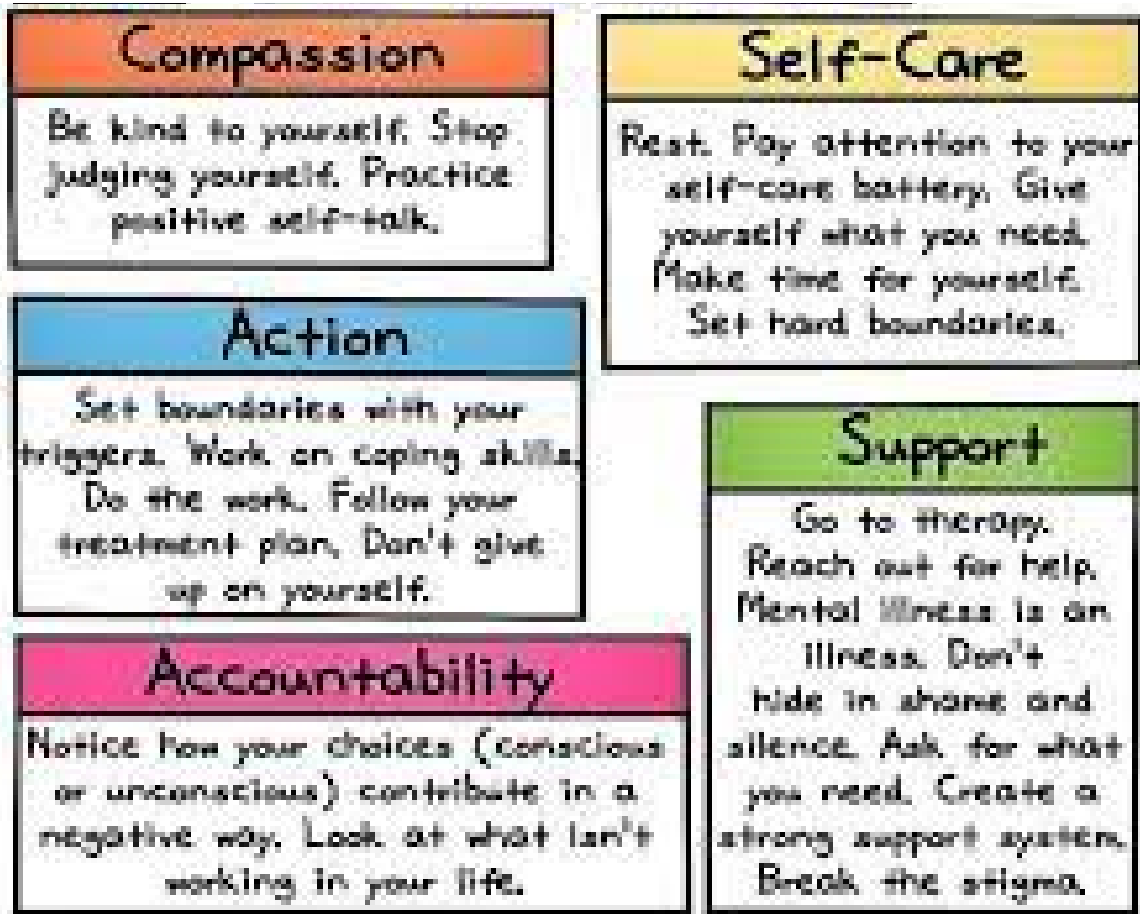 Compassion
Be kind to yourself. Stop
judging yourself. Practice
positive self-talk.
Self-Care
Rest. Pay attention to your
self-care battery. Give
yourself what you need.
Make time for yourself.
Set hard boundaries.
Action
Set boundaries with your
triggers. Work on coping skills.
Do the work. Follow your
treatment plan. Don't give
up on yourself.
Support
Go to therapy.
Reach out for help.
Mental illness is an
illness. Don't
hide in shame and
silence. Ask for what
you need. Create a
strong support system.
Break the stigma.
Accountability
Notice how your choices (conscious
or unconscious) contribute in a
negative way. Look at what isn't
working in your life.